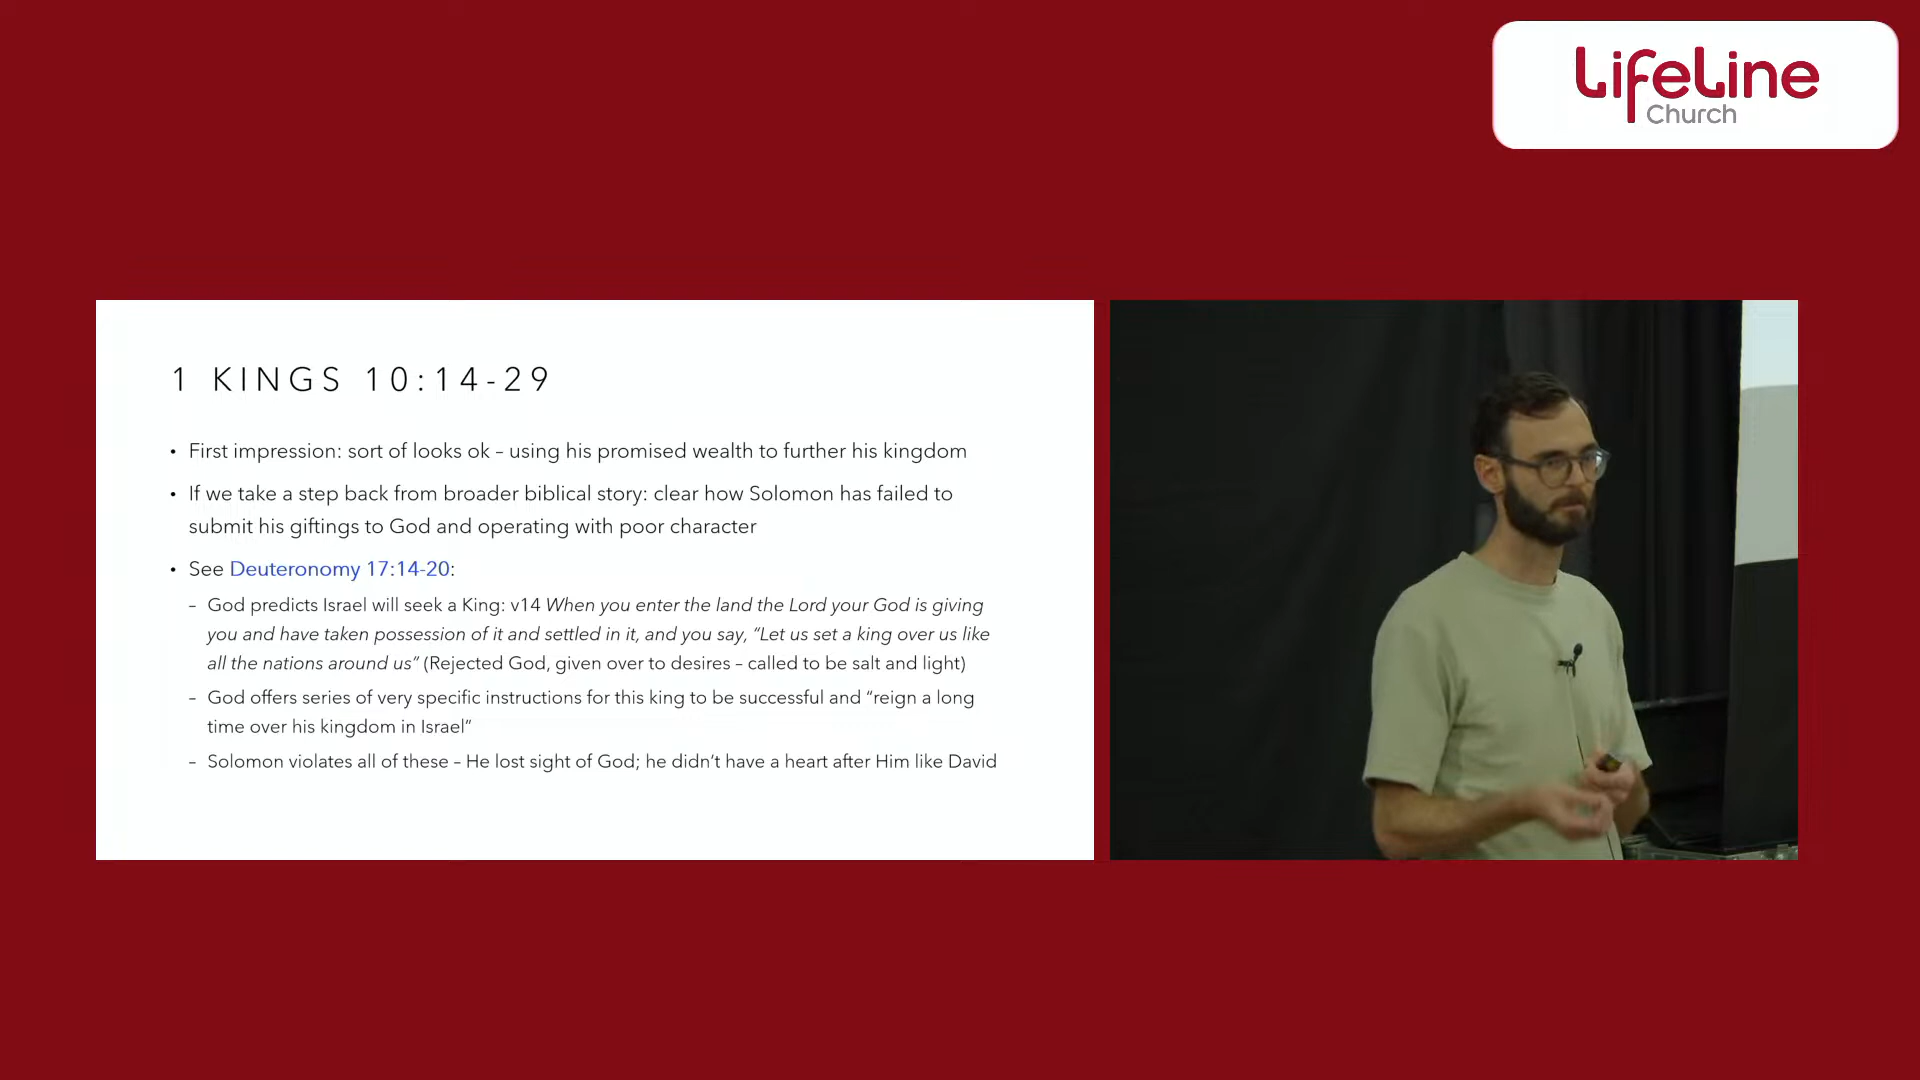 LifeLine
Church
1 KINGS 10:14-29
• First impression: sort of looks ok – using his promised wealth to further his kingdom
• If we take a step back from broader biblical story: clear how Solomon has failed to
submit his giftings to God and operating with poor character
• See Deuteronomy 17:14-20:
– God predicts Israel will seek a King: v14 When you enter the land the Lord your God is giving
you and have taken possession of it and settled in it, and you say, “Let us set a king over us like
all the nations around us” (Rejected God, given over to desires – called to be salt and light)
– God offers series of very specific instructions for this king to be successful and “reign a long
time over his kingdom in Israel”
– Solomon violates all of these – He lost sight of God; he didn’t have a heart after Him like David